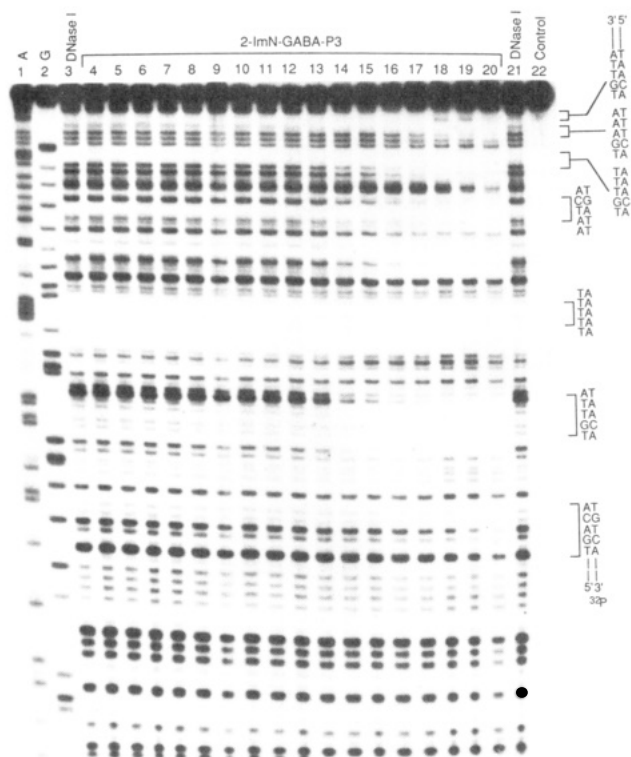 2-ImN-GABA-P3
A G DNase I DNase I Control
1 2 3 4 5 6 7 8 9 10 11 12 13 14 15 16 17 18 19 20 21 22
3' 5'
AT
TA
TA
GC
TA
AT
AT
AT
GC
TA
TA
TA
TA
GC
TA
AT
CG
TA
AT
AT
TA
TA
TA
TA
TA
AT
TA
TA
GC
TA
AT
CG
AT
GC
TA
5' 3'
32P